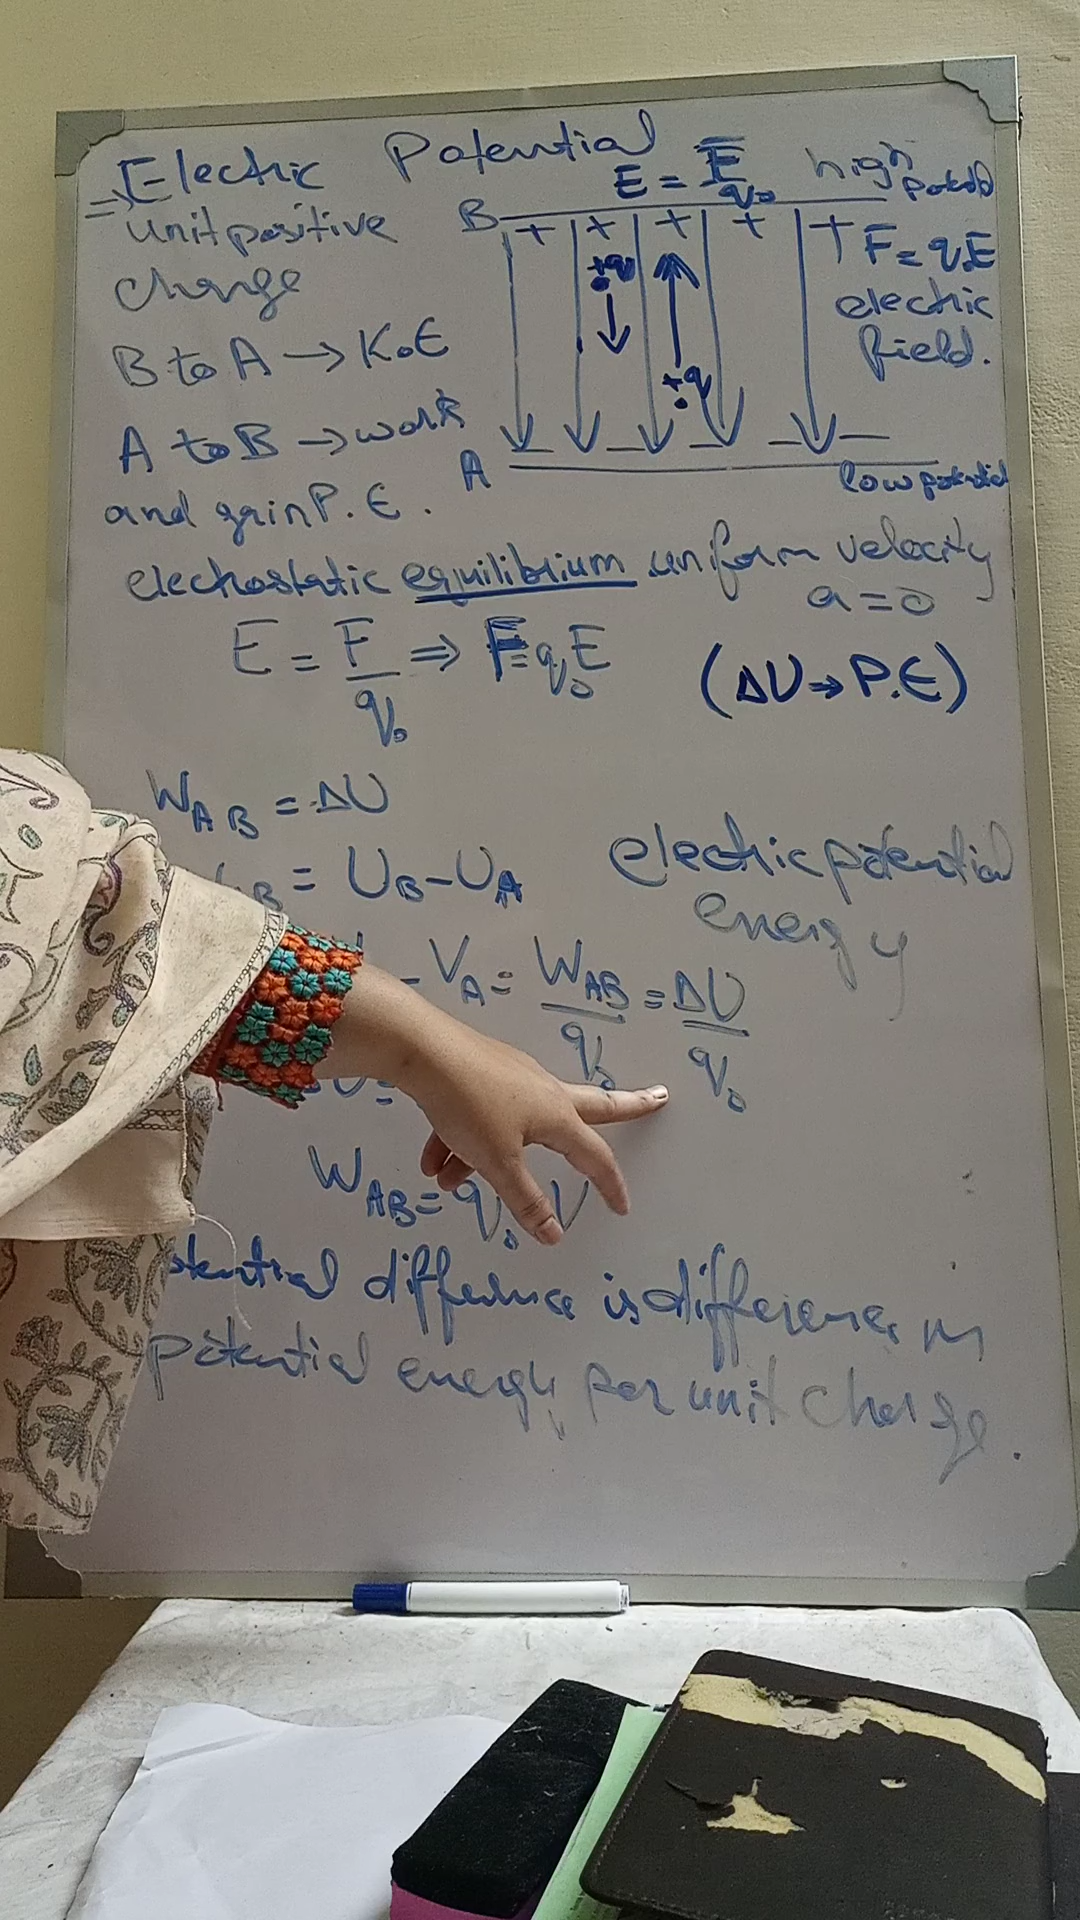 Electric Potential
E = F/q₀
high potential
⇒ unit positive charge
B + + + + +
F = q₀E
+q
electric field.
B to A → K.E
+q
A to B → work
A — — — —
low potential
and gain P.E.
electrostatic equilibrium uniform velocity
a = 0
E = F/q₀ ⇒ F = q₀E
(ΔU → P.E)
W_AB = ΔU
B = U_B - U_A
electric potential energy
- V_A = W_AB/q₀ = ΔU/q₀
U =
W_AB = q₀ V
difference is difference in
potential energy per unit charge.